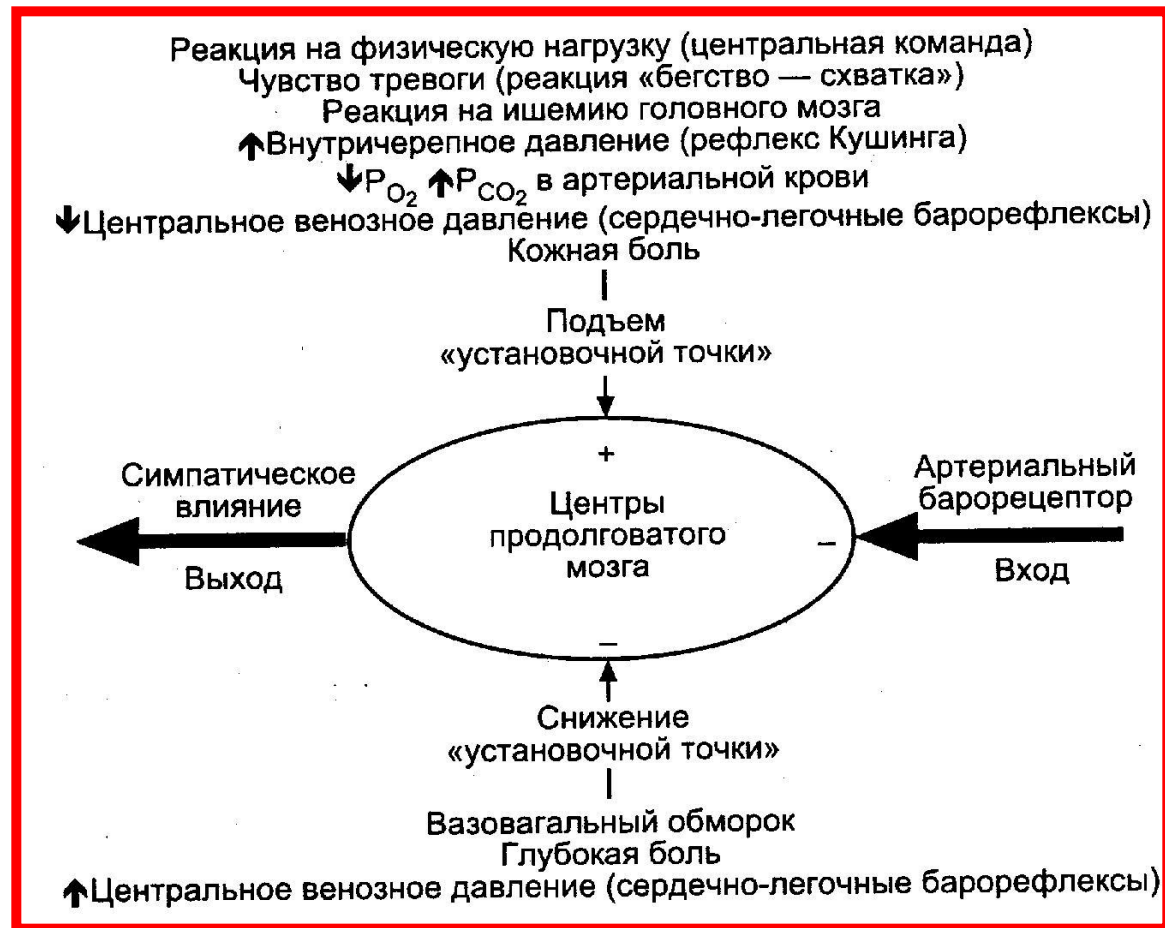 Реакция на физическую нагрузку (центральная команда)
Чувство тревоги (реакция «бегство — схватка»)
Реакция на ишемию головного мозга
↑Внутричерепное давление (рефлекс Кушинга)
↓P_O₂ ↑P_CO₂ в артериальной крови
↓Центральное венозное давление (сердечно-легочные барорефлексы)
Кожная боль
Подъем
«установочной точки»
+
Симпатическое
влияние
Выход
Центры
продолговатого
мозга
–
Артериальный
барорецептор
Вход
–
Снижение
«установочной точки»
Вазовагальный обморок
Глубокая боль
↑Центральное венозное давление (сердечно-легочные барорефлексы)